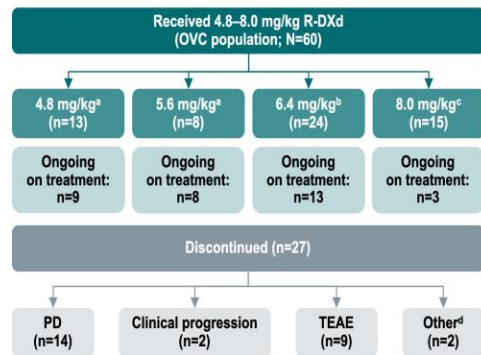 Received 4.8–8.0 mg/kg R-DXd
(OVC population; N=60)
4.8 mg/kgᵃ
(n=13)
5.6 mg/kgᵃ
(n=8)
6.4 mg/kgᵇ
(n=24)
8.0 mg/kgᶜ
(n=15)
Ongoing
on treatment:
n=9
Ongoing
on treatment:
n=8
Ongoing
on treatment:
n=13
Ongoing
on treatment:
n=3
Discontinued (n=27)
PD
(n=14)
Clinical progression
(n=2)
TEAE
(n=9)
Otherᵈ
(n=2)